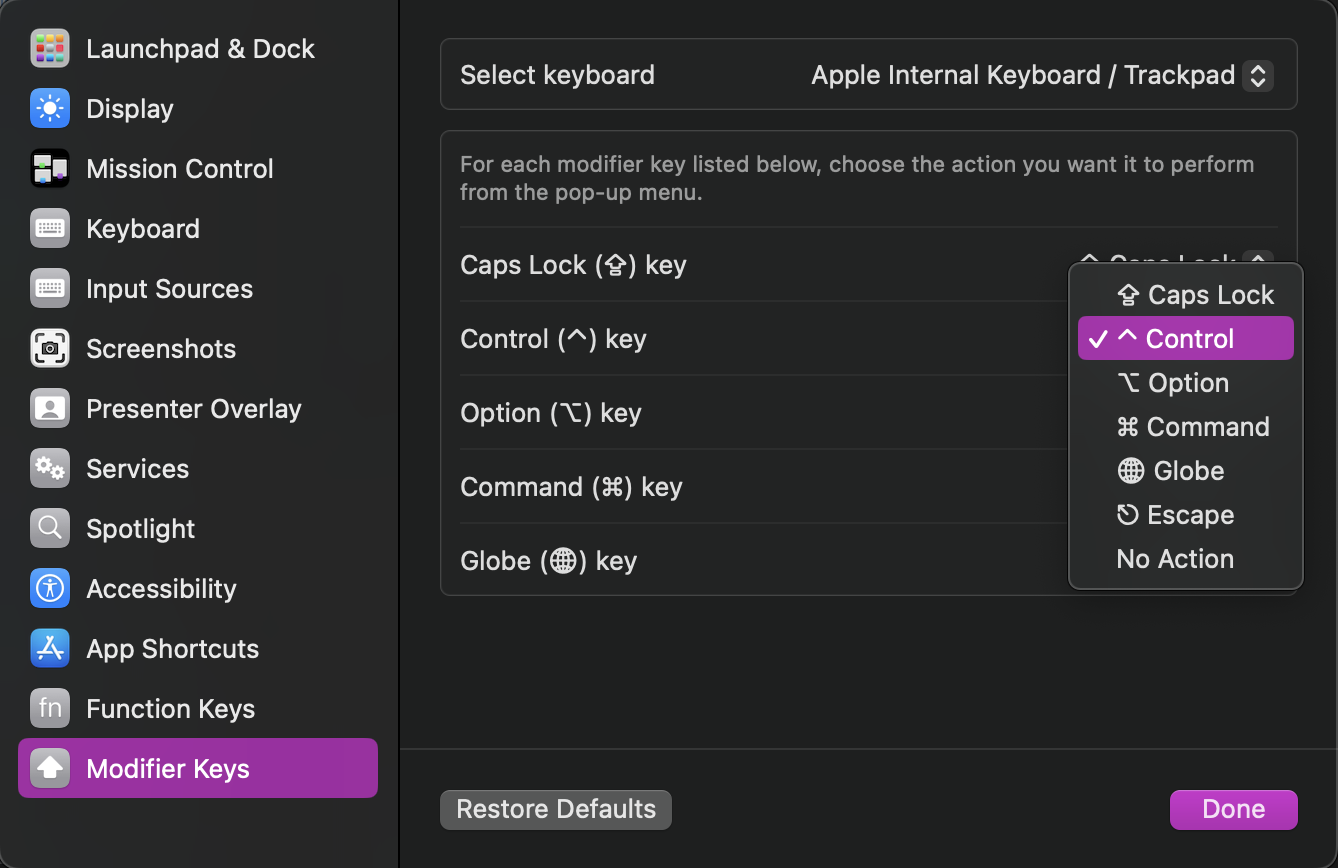 Launchpad & Dock
Display
Mission Control
Keyboard
Input Sources
Screenshots
Presenter Overlay
Services
Spotlight
Accessibility
App Shortcuts
fn Function Keys
Modifier Keys
Select keyboard Apple Internal Keyboard / Trackpad
For each modifier key listed below, choose the action you want it to perform
from the pop-up menu.
Caps Lock (⇪) key ⇪ Caps Lock
Control (^) key
Option (⌥) key
Command (⌘) key
Globe (🌐) key
⇪ Caps Lock
✓ ^ Control
⌥ Option
⌘ Command
🌐 Globe
⎋ Escape
No Action
Restore Defaults
Done